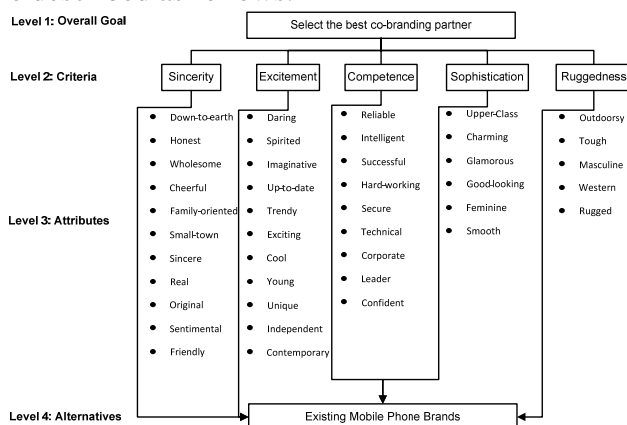 Level 1: Overall Goal
Select the best co-branding partner
Level 2: Criteria
Sincerity
Excitement
Competence
Sophistication
Ruggedness
Level 3: Attributes
Down-to-earth
Honest
Wholesome
Cheerful
Family-oriented
Small-town
Sincere
Real
Original
Sentimental
Friendly
Daring
Spirited
Imaginative
Up-to-date
Trendy
Exciting
Cool
Young
Unique
Independent
Contemporary
Reliable
Intelligent
Successful
Hard-working
Secure
Technical
Corporate
Leader
Confident
Upper-Class
Charming
Glamorous
Good-looking
Feminine
Smooth
Outdoorsy
Tough
Masculine
Western
Rugged
Level 4: Alternatives
Existing Mobile Phone Brands